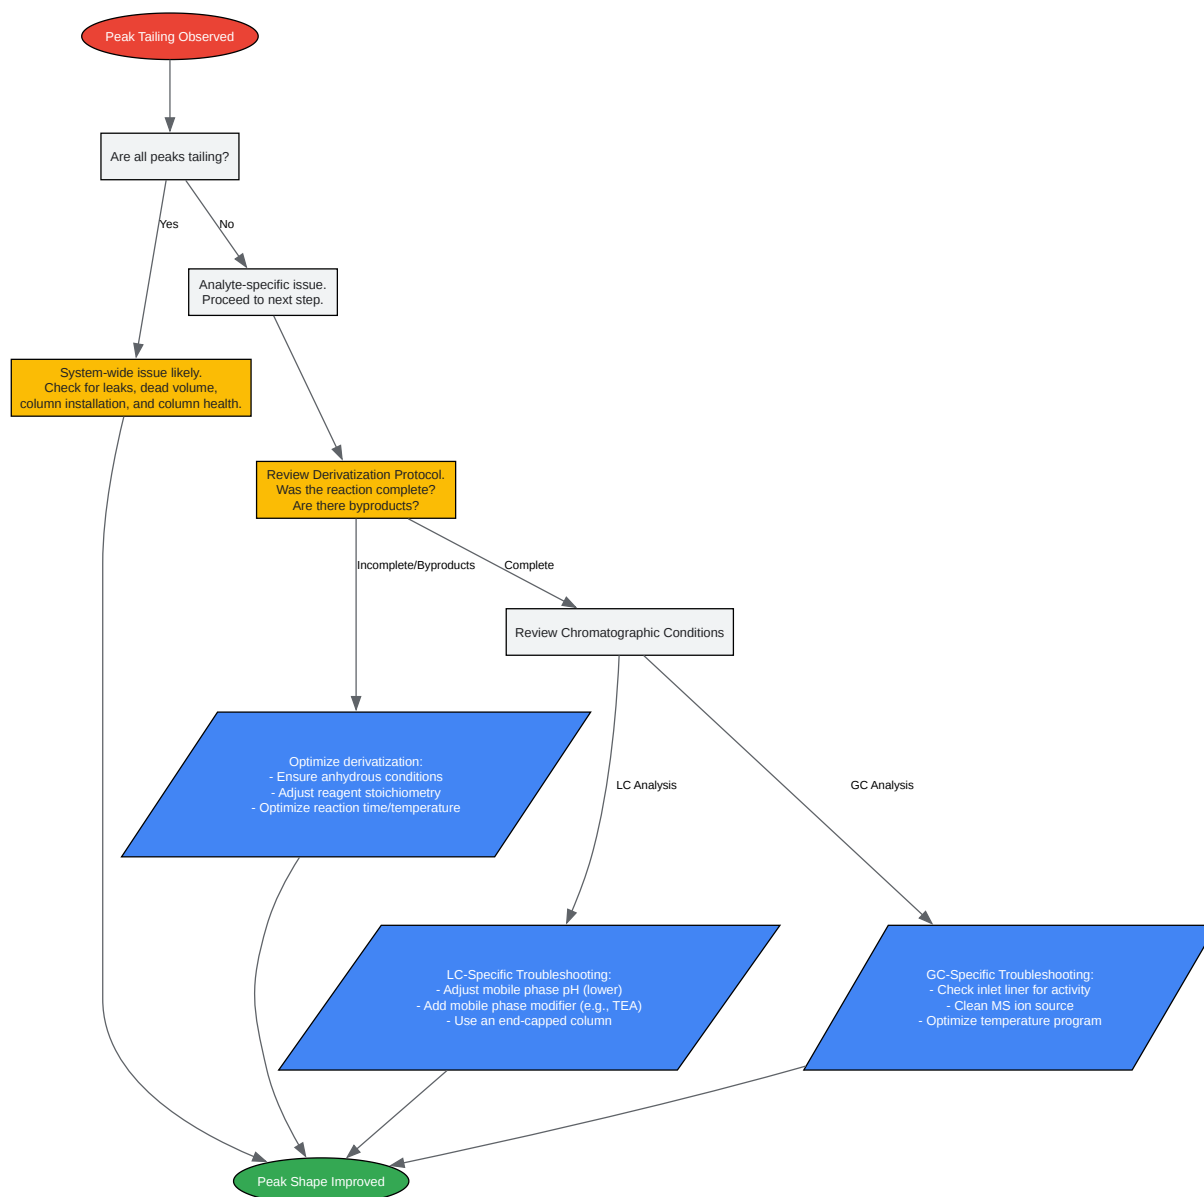 Peak Tailing Observed
Are all peaks tailing?
Yes
No
Analyte-specific issue.
Proceed to next step.
System-wide issue likely.
Check for leaks, dead volume,
column installation, and column health.
Review Derivatization Protocol.
Was the reaction complete?
Are there byproducts?
Incomplete/Byproducts
Complete
Review Chromatographic Conditions
Optimize derivatization:
- Ensure anhydrous conditions
- Adjust reagent stoichiometry
- Optimize reaction time/temperature
LC Analysis
GC Analysis
LC-Specific Troubleshooting:
- Adjust mobile phase pH (lower)
- Add mobile phase modifier (e.g., TEA)
- Use an end-capped column
GC-Specific Troubleshooting:
- Check inlet liner for activity
- Clean MS ion source
- Optimize temperature program
Peak Shape Improved